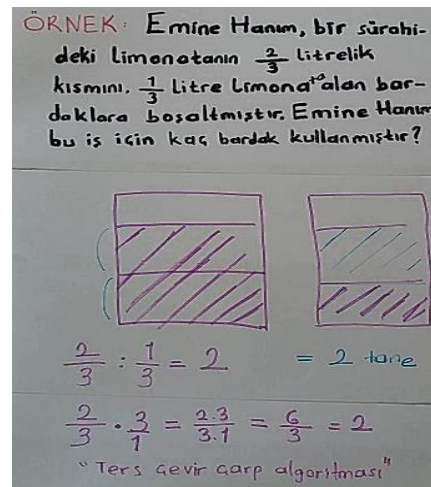 ÖRNEK: Emine Hanım, bir sürahi-
deki limonatanın 2/3 litrelik
kısmını, 1/3 litre limonata alan bar-
daklara boşaltmıştır. Emine Hanım
bu iş için kaç bardak kullanmıştır?
2/3 : 1/3 = 2 = 2 tane
2/3 . 3/1 = 2.3/3.1 = 6/3 = 2
"Ters çevir çarp algoritması"